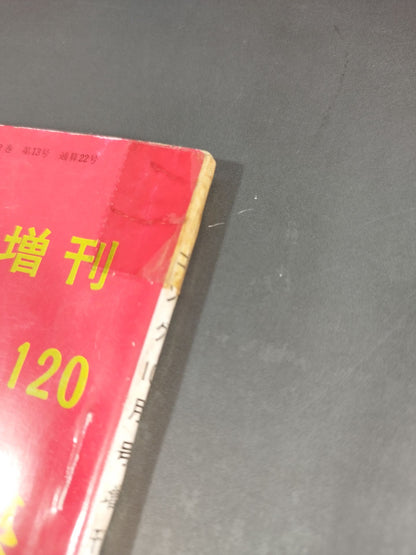 巻 第13号 通算22号
増刊
120
ング10月号増